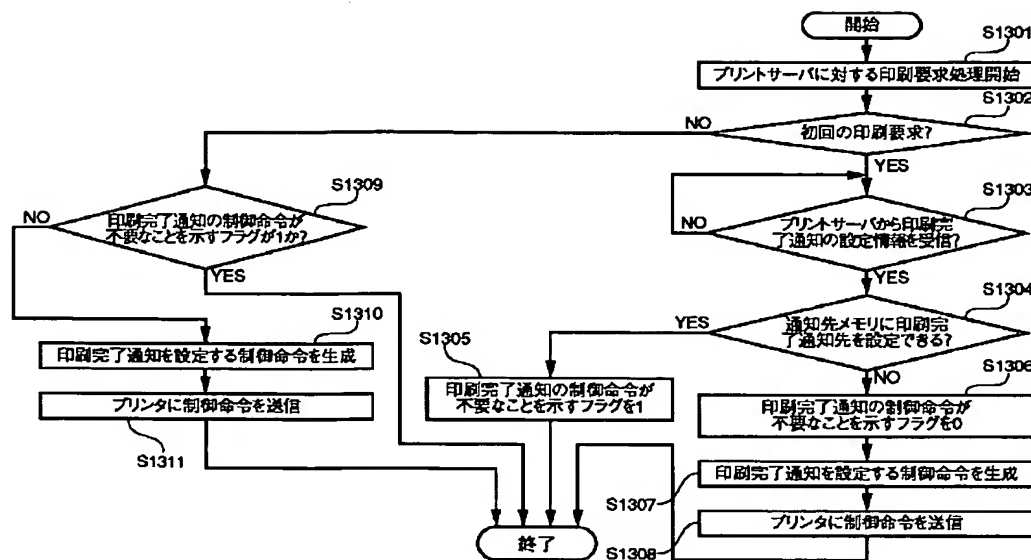 開始
S1301
プリントサーバに対する印刷要求処理開始
S1302
初回の印刷要求?
NO
YES
S1303
プリントサーバから印刷完
了通知の設定情報を受信?
NO
YES
S1304
通知先メモリに印刷完
了通知先を設定できる?
YES
NO
S1305
印刷完了通知の制御命令が
不要なことを示すフラグを1
S1306
印刷完了通知の制御命令が
不要なことを示すフラグを0
S1307
印刷完了通知を設定する制御命令を生成
S1308
プリンタに制御命令を送信
S1309
印刷完了通知の制御命令が
不要なことを示すフラグが1か?
NO
YES
S1310
印刷完了通知を設定する制御命令を生成
プリンタに制御命令を送信
S1311
終了